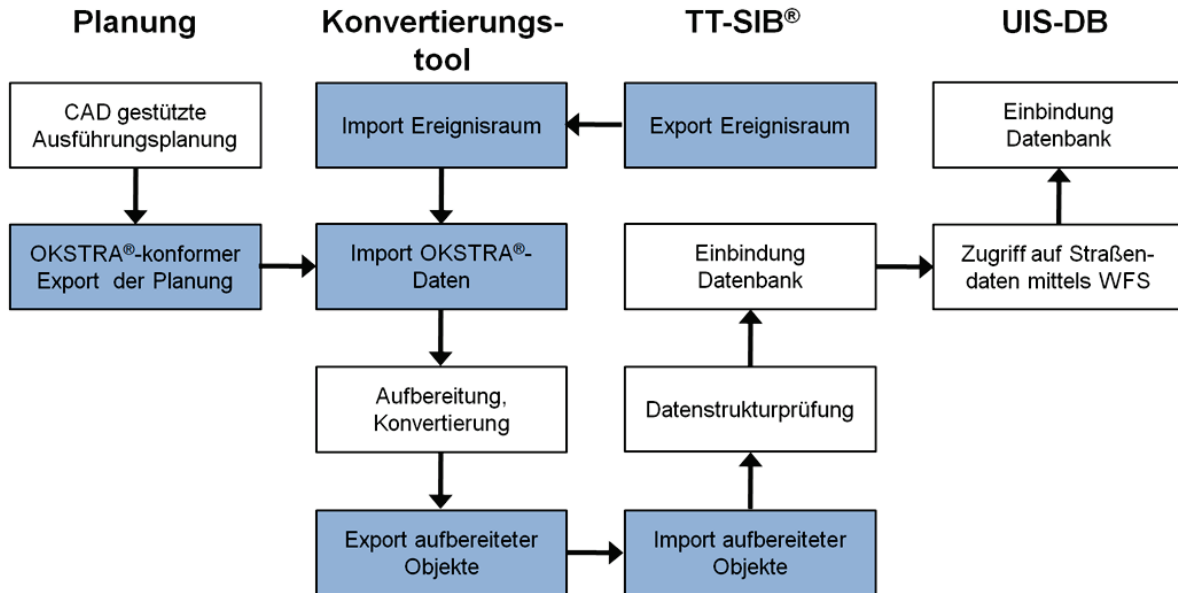 Planung
Konvertierungs-
tool
TT-SIB®
UIS-DB
CAD gestützte
Ausführungsplanung
Import Ereignisraum
Export Ereignisraum
Einbindung
Datenbank
OKSTRA®-konformer
Export der Planung
Import OKSTRA®-
Daten
Einbindung
Datenbank
Zugriff auf Straßen-
daten mittels WFS
Aufbereitung,
Konvertierung
Datenstrukturprüfung
Export aufbereiteter
Objekte
Import aufbereiteter
Objekte